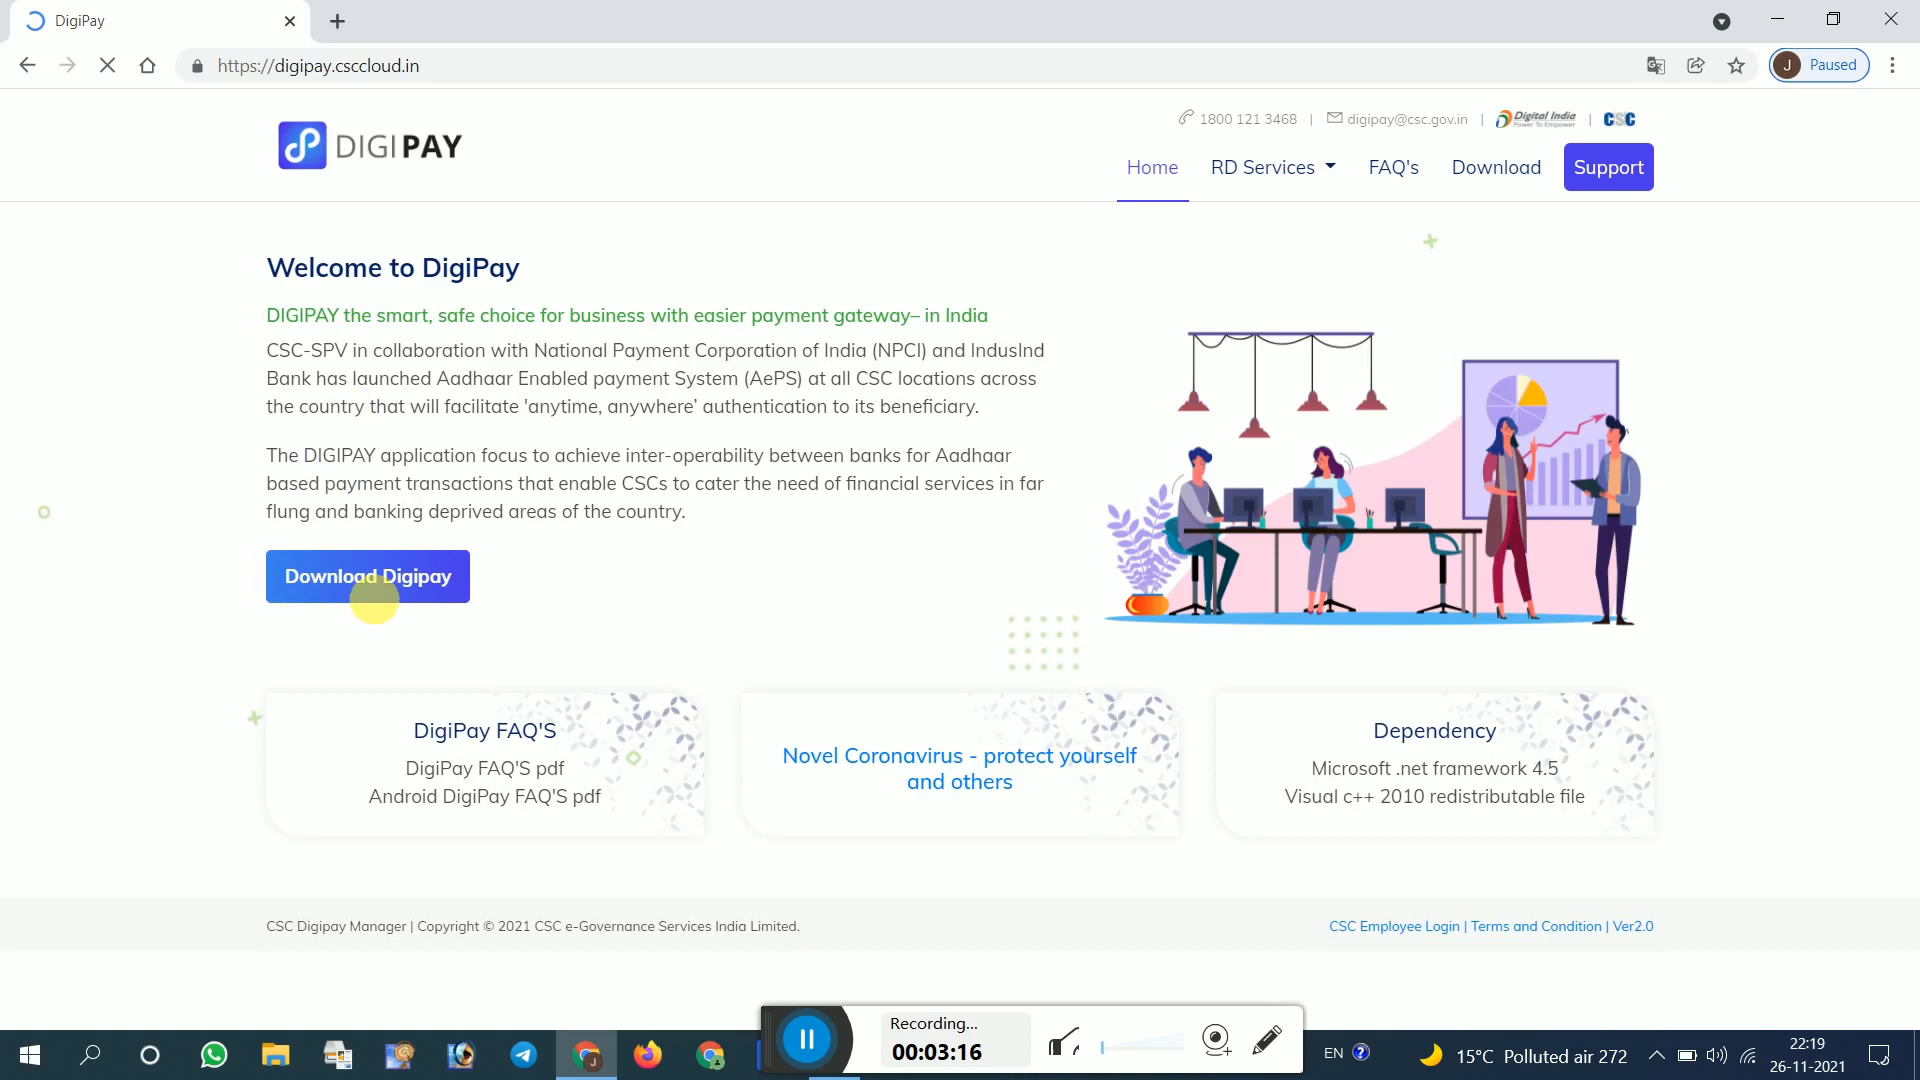 DigiPay
https://digipay.csccloud.in
J Paused
1800 121 3468 | digipay@csc.gov.in | Digital India Power To Empower | CSC
DIGIPAY
Home RD Services FAQ's Download Support
Welcome to DigiPay
DIGIPAY the smart, safe choice for business with easier payment gateway– in India
CSC-SPV in collaboration with National Payment Corporation of India (NPCI) and IndusInd
Bank has launched Aadhaar Enabled payment System (AePS) at all CSC locations across
the country that will facilitate 'anytime, anywhere’ authentication to its beneficiary.
The DIGIPAY application focus to achieve inter-operability between banks for Aadhaar
based payment transactions that enable CSCs to cater the need of financial services in far
flung and banking deprived areas of the country.
Download Digipay
DigiPay FAQ'S
DigiPay FAQ'S pdf
Android DigiPay FAQ'S pdf
Novel Coronavirus - protect yourself
and others
Dependency
Microsoft .net framework 4.5
Visual c++ 2010 redistributable file
CSC Digipay Manager | Copyright © 2021 CSC e-Governance Services India Limited.
CSC Employee Login | Terms and Condition | Ver2.0
Recording...
00:03:16
EN
15°C Polluted air 272
22:19
26-11-2021